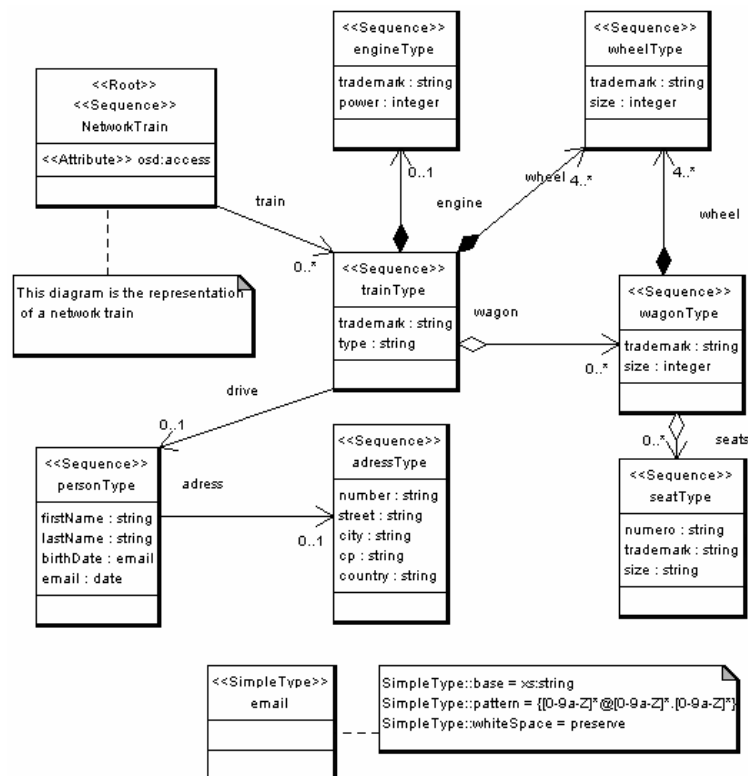 <<Sequence>>
engineType
trademark : string
power : integer
<<Sequence>>
wheelType
trademark : string
size : integer
<<Root>>
<<Sequence>>
NetworkTrain
<<Attribute>> osd:access
0..1
wheel
4..*
4..*
train
engine
wheel
0..*
<<Sequence>>
trainType
trademark : string
type : string
This diagram is the representation
of a network train
wagon
0..*
<<Sequence>>
wagonType
trademark : string
size : integer
drive
0..1
0..*
seats
<<Sequence>>
personType
firstName : string
lastName : string
birthDate : email
email : date
adress
0..1
<<Sequence>>
adressType
number : string
street : string
city : string
cp : string
country : string
<<Sequence>>
seatType
numero : string
trademark : string
size : string
<<SimpleType>>
email
SimpleType::base = xs:string
SimpleType::pattern = {[0-9a-Z]*@[0-9a-Z]*.[0-9a-Z]*}
SimpleType::whiteSpace = preserve